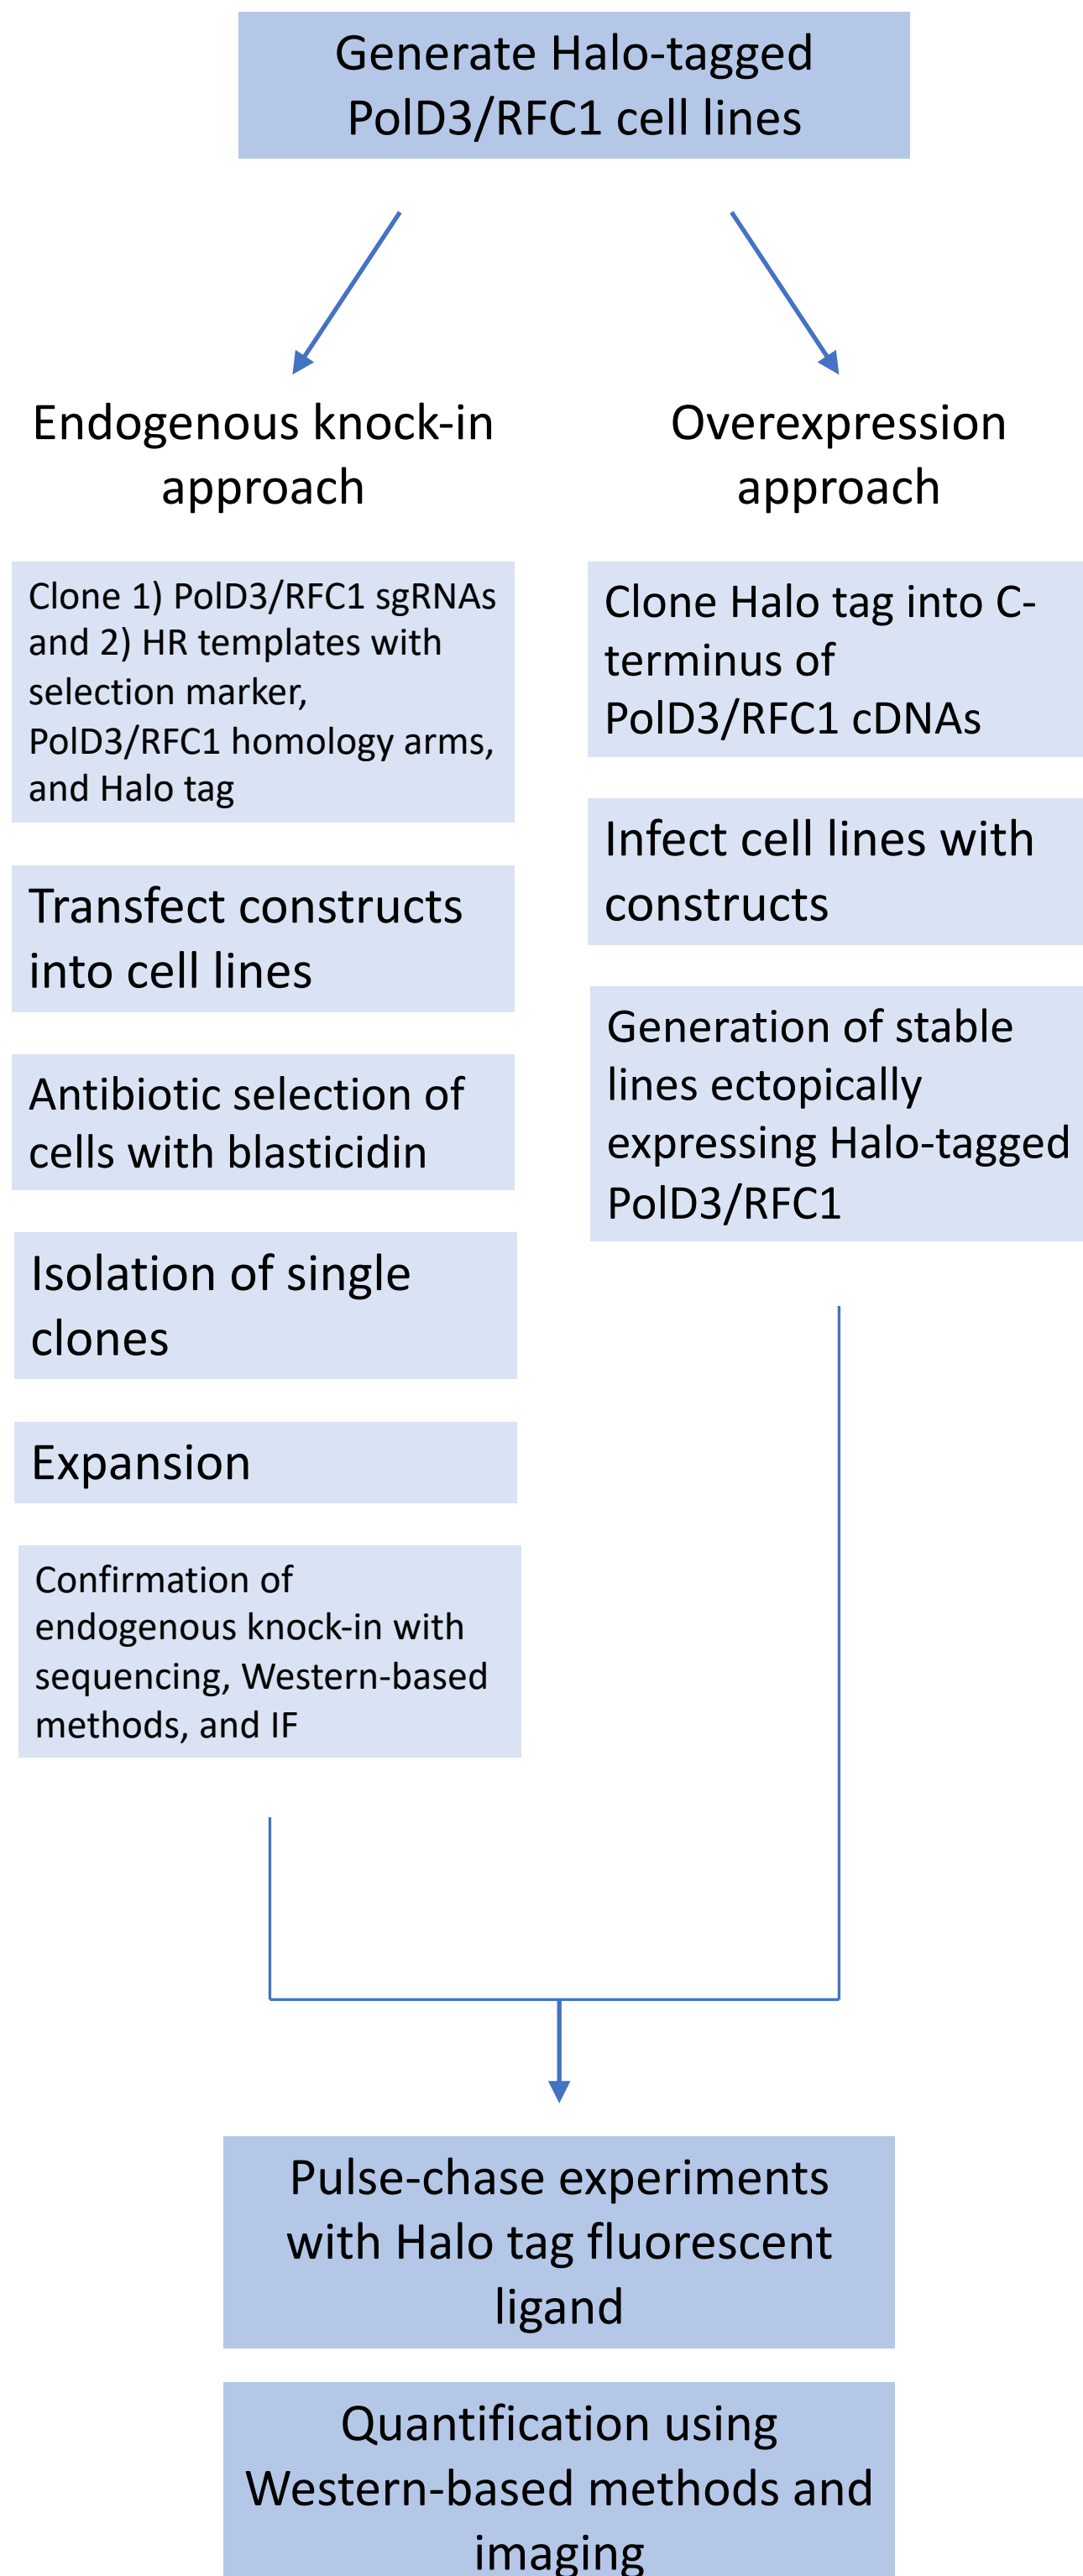 Generate Halo-tagged
PolD3/RFC1 cell lines
Endogenous knock-in
approach
Clone 1) PolD3/RFC1 sgRNAs
and 2) HR templates with
selection marker,
PolD3/RFC1 homology arms,
and Halo tag
Transfect constructs
into cell lines
Antibiotic selection of
cells with blasticidin
Isolation of single
clones
Expansion
Confirmation of
endogenous knock-in with
sequencing, Western-based
methods, and IF
Overexpression
approach
Clone Halo tag into C-
terminus of
PolD3/RFC1 cDNAs
Infect cell lines with
constructs
Generation of stable
lines ectopically
expressing Halo-tagged
PolD3/RFC1
Pulse-chase experiments
with Halo tag fluorescent
ligand
Quantification using
Western-based methods and
imaging